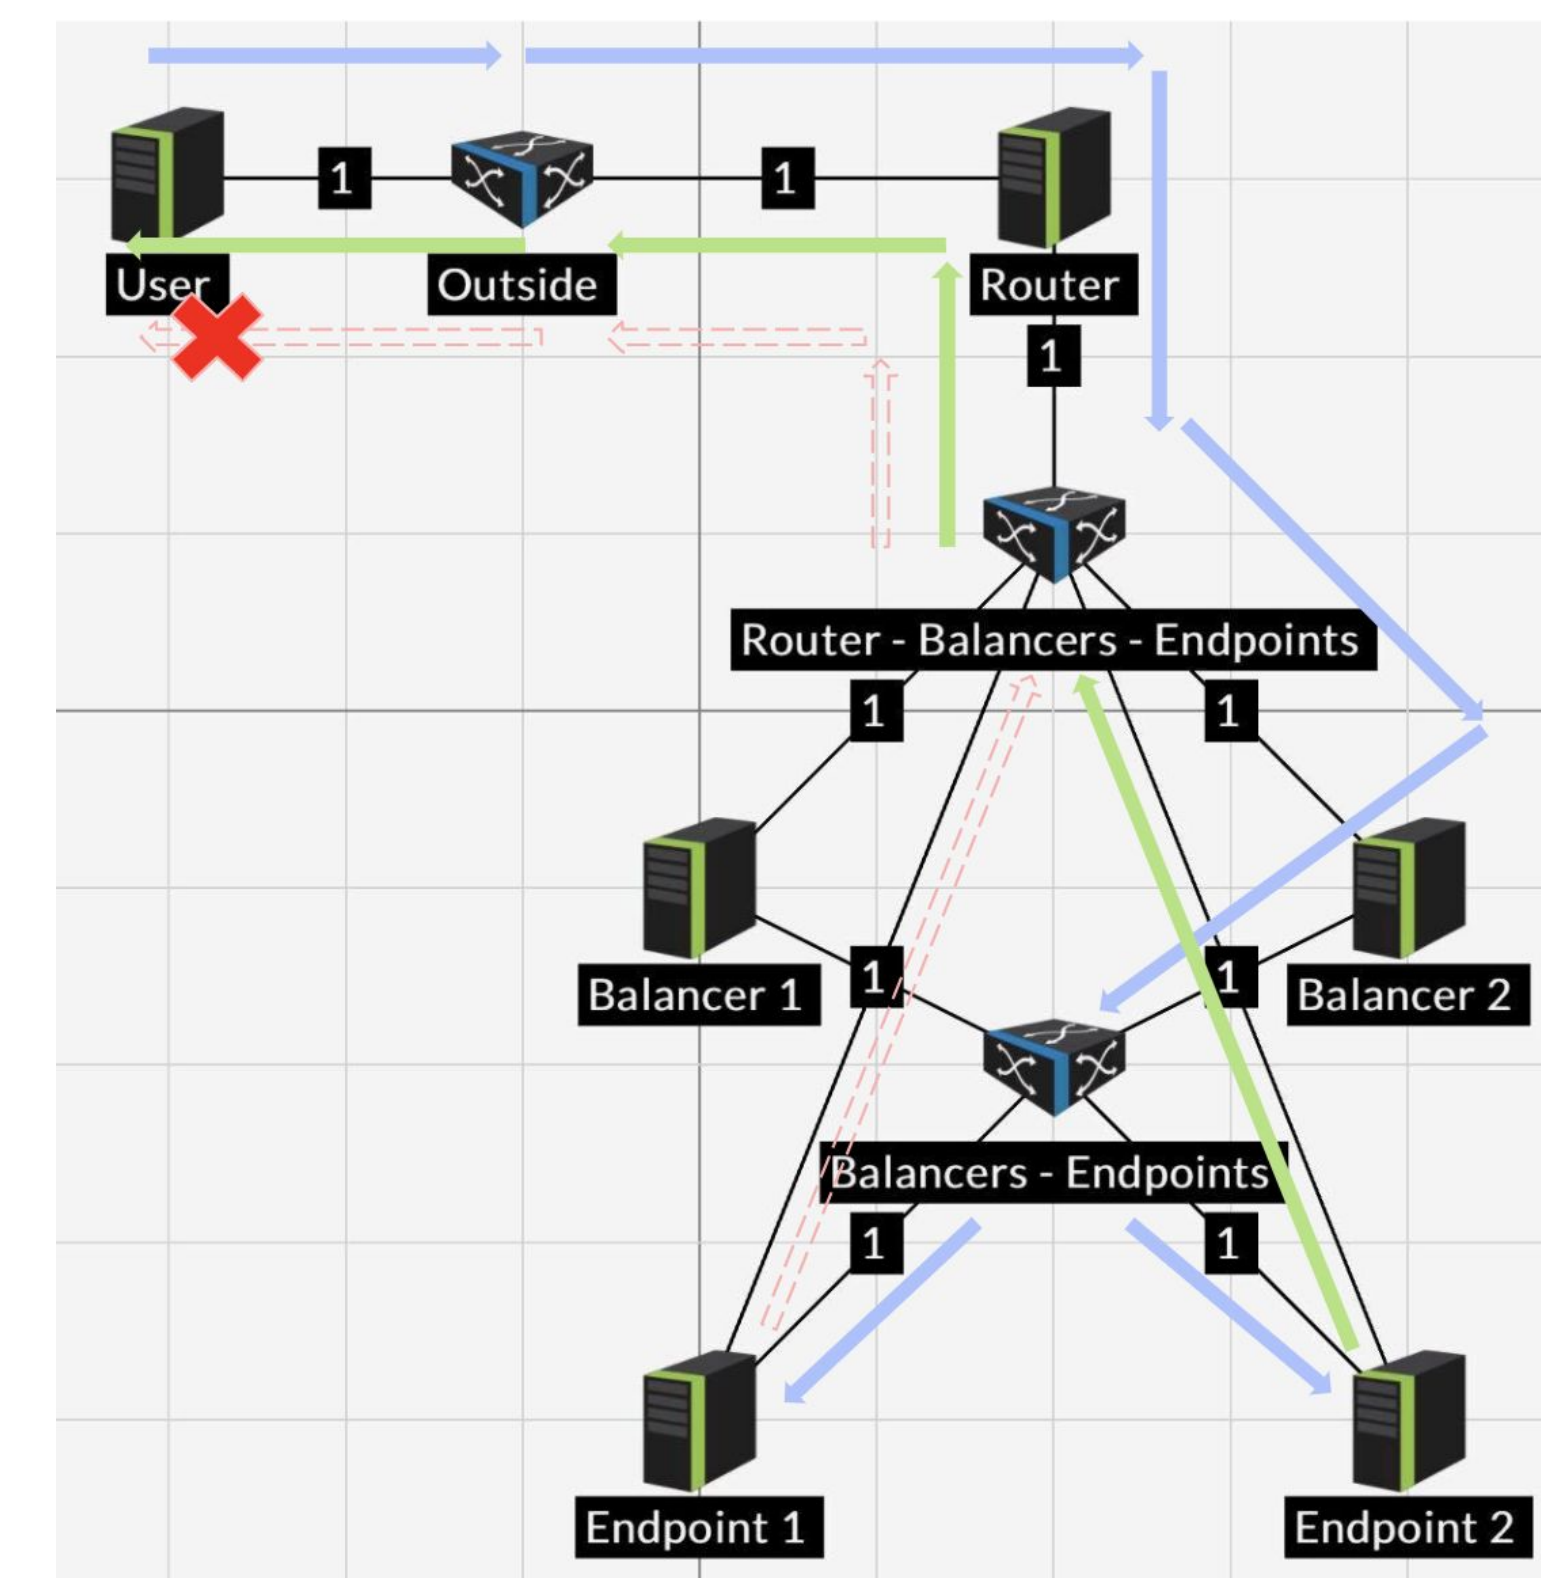 1
1
User
Outside
Router
1
Router - Balancers - Endpoints
1
1
1
1
Balancer 1
Balancer 2
Balancers - Endpoints
1
1
Endpoint 1
Endpoint 2